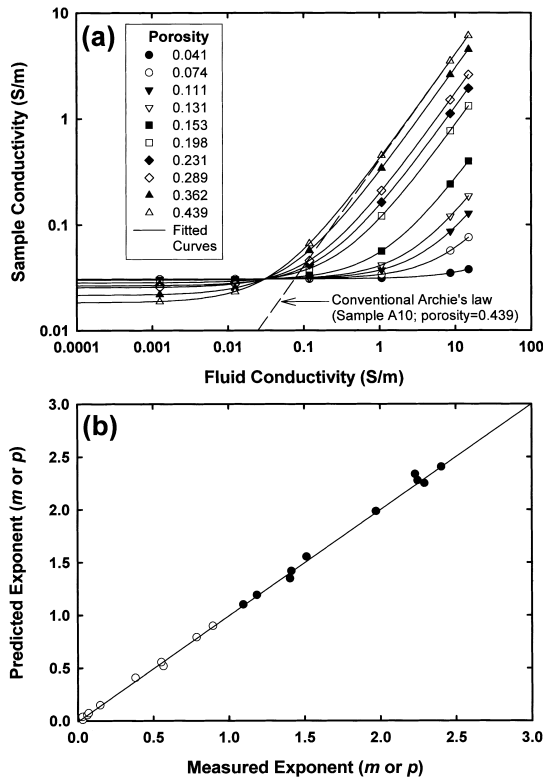 (a)
Porosity
0.041
0.074
0.111
0.131
0.153
0.198
0.231
0.289
0.362
0.439
Fitted
Curves
Conventional Archie's law
(Sample A10; porosity=0.439)
10
1
0.1
0.01
Sample Conductivity (S/m)
0.0001 0.001 0.01 0.1 1 10 100
Fluid Conductivity (S/m)
(b)
3.0
2.5
2.0
1.5
1.0
0.5
0.0
Predicted Exponent (m or p)
0.0 0.5 1.0 1.5 2.0 2.5 3.0
Measured Exponent (m or p)